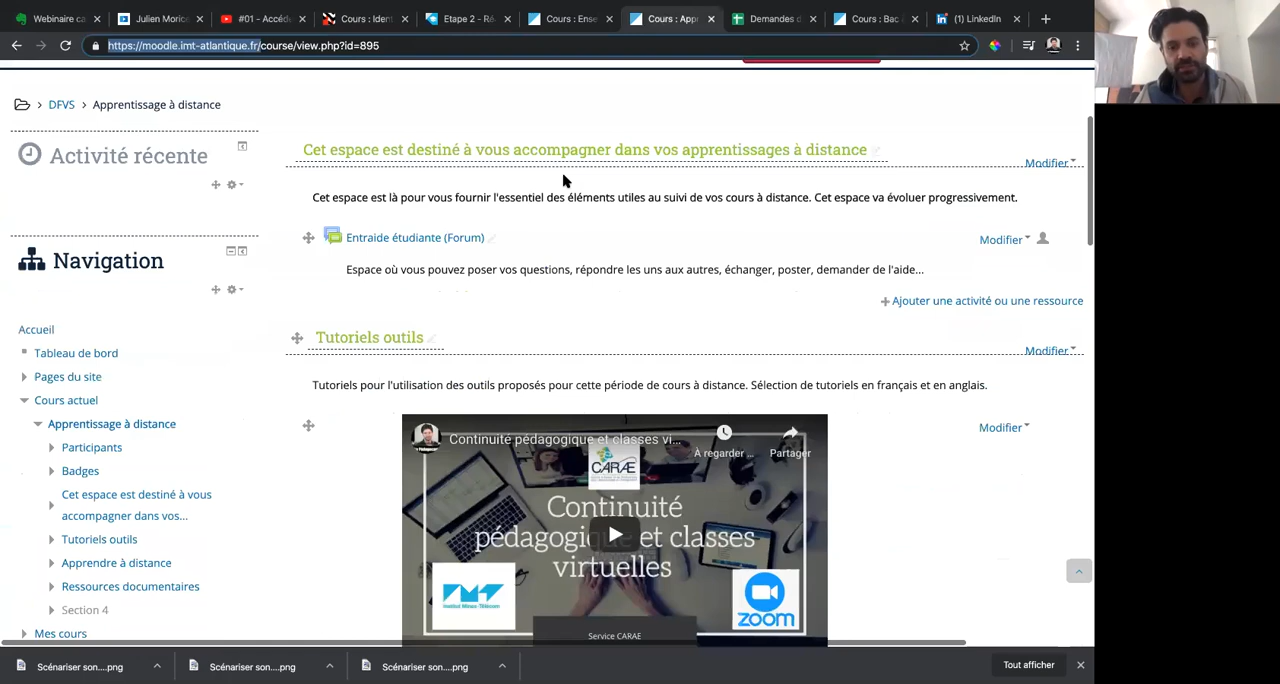 Webinaire ca
Julien Moric
#01 – Accéd
Cours : Iden
Etape 2 – Ré
Cours : Ense
Cours : App
Demandes d
Cours : Bac
(1) LinkedIn
https://moodle.imt-atlantique.fr/course/view.php?id=895
DFVS
Apprentissage à distance
Activité récente
Cet espace est destiné à vous accompagner dans vos apprentissages à distance
Modifier
Cet espace est là pour vous fournir l'essentiel des éléments utiles au suivi de vos cours à distance. Cet espace va évoluer progressivement.
Entraide étudiante (Forum)
Modifier
Espace où vous pouvez poser vos questions, répondre les uns aux autres, échanger, poster, demander de l'aide...
Ajouter une activité ou une ressource
Navigation
Accueil
Tableau de bord
Pages du site
Cours actuel
Apprentissage à distance
Participants
Badges
Cet espace est destiné à vous
accompagner dans vos...
Tutoriels outils
Apprendre à distance
Ressources documentaires
Section 4
Mes cours
Tutoriels outils
Modifier
Tutoriels pour l'utilisation des outils proposés pour cette période de cours à distance. Sélection de tutoriels en français et en anglais.
Modifier
Continuité pédagogique et classes vi...
À regarder ...
Partager
CARAE
Continuité
pédagogique et classes
virtuelles
Institut Mines-Télécom
zoom
Service CARAE
Scénariser son....png
Scénariser son....png
Scénariser son....png
Tout afficher